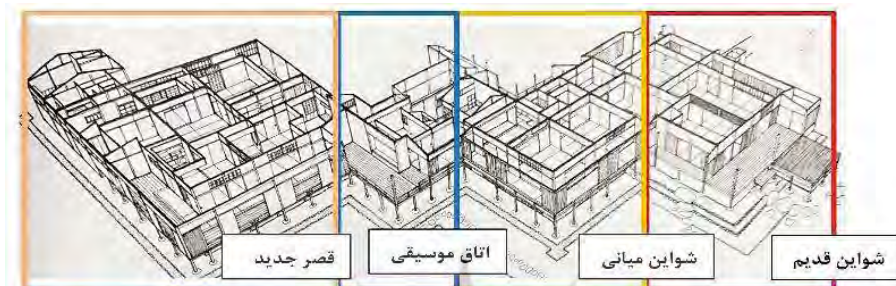 شواین قدیم
شواین میانی
اتاق موسیقی
قصر جدید